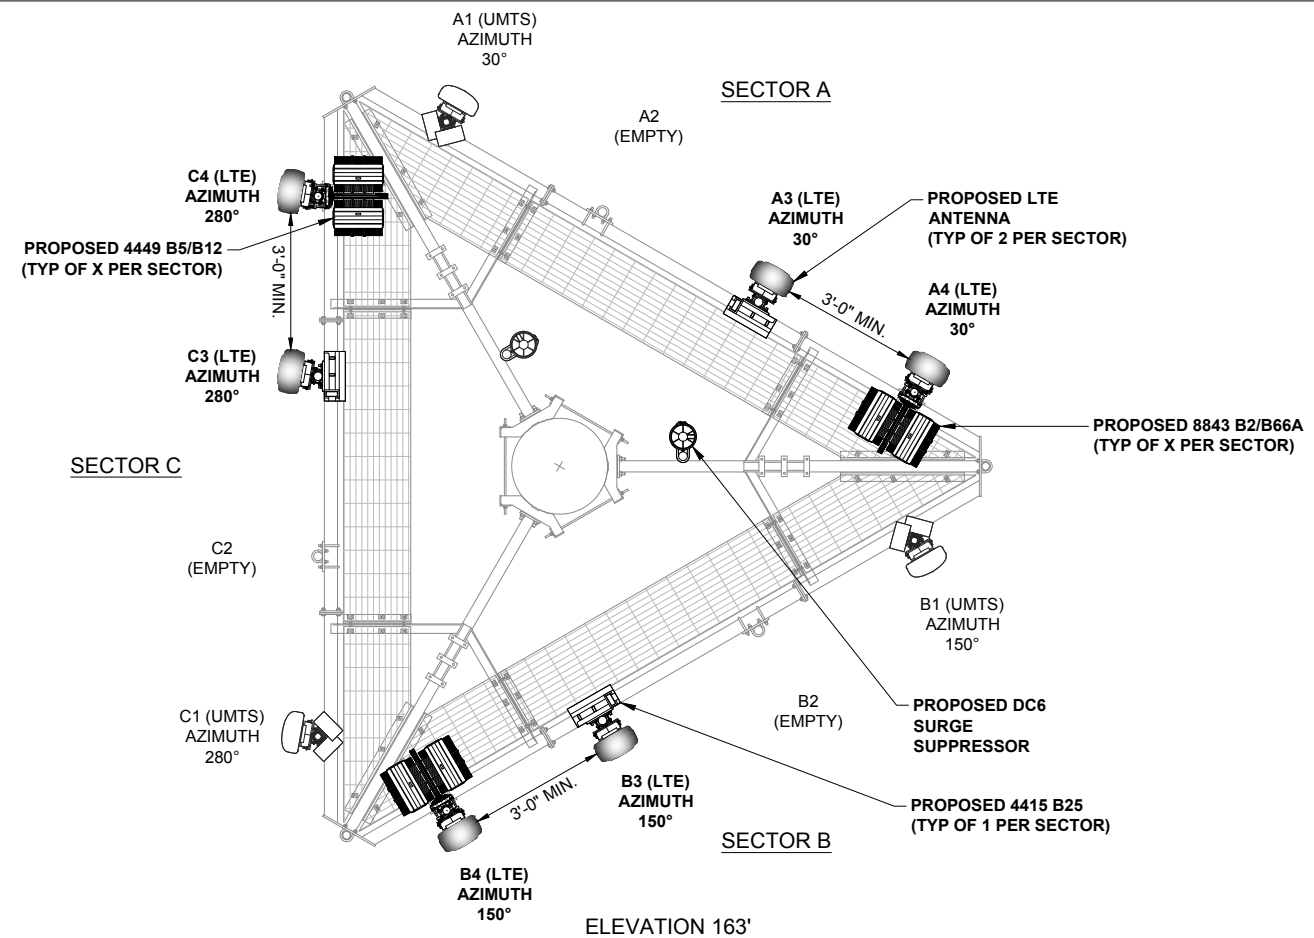 A1 (UMTS)
AZIMUTH
30°
SECTOR A
A2
(EMPTY)
C4 (LTE)
AZIMUTH
280°
A3 (LTE)
AZIMUTH
30°
PROPOSED LTE
ANTENNA
(TYP OF 2 PER SECTOR)
PROPOSED 4449 B5/B12
(TYP OF X PER SECTOR)
3'-0" MIN.
3'-0" MIN.
A4 (LTE)
AZIMUTH
30°
C3 (LTE)
AZIMUTH
280°
PROPOSED 8843 B2/B66A
(TYP OF X PER SECTOR)
SECTOR C
C2
(EMPTY)
B1 (UMTS)
AZIMUTH
150°
C1 (UMTS)
AZIMUTH
280°
B2
(EMPTY)
PROPOSED DC6
SURGE
SUPPRESSOR
3'-0" MIN.
B3 (LTE)
AZIMUTH
150°
PROPOSED 4415 B25
(TYP OF 1 PER SECTOR)
SECTOR B
B4 (LTE)
AZIMUTH
150°
ELEVATION 163'